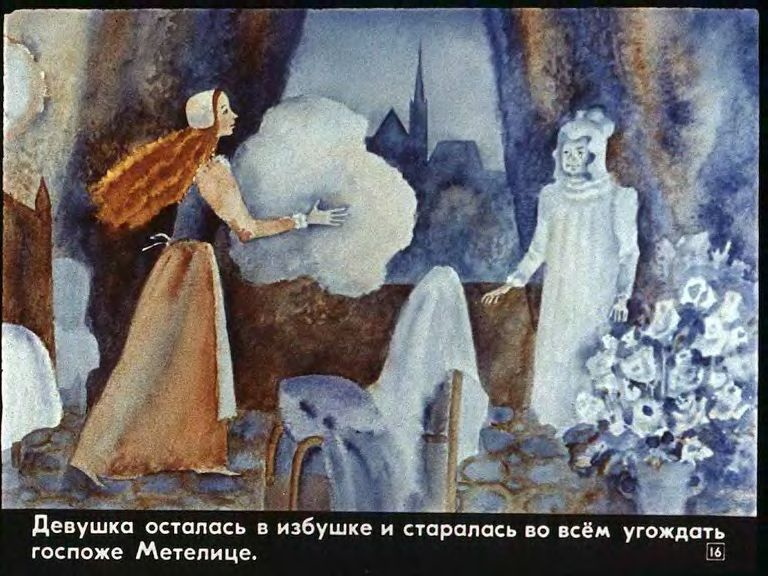 Девушка осталась в избушке и старалась во всём угождать
госпоже Метелице.
16